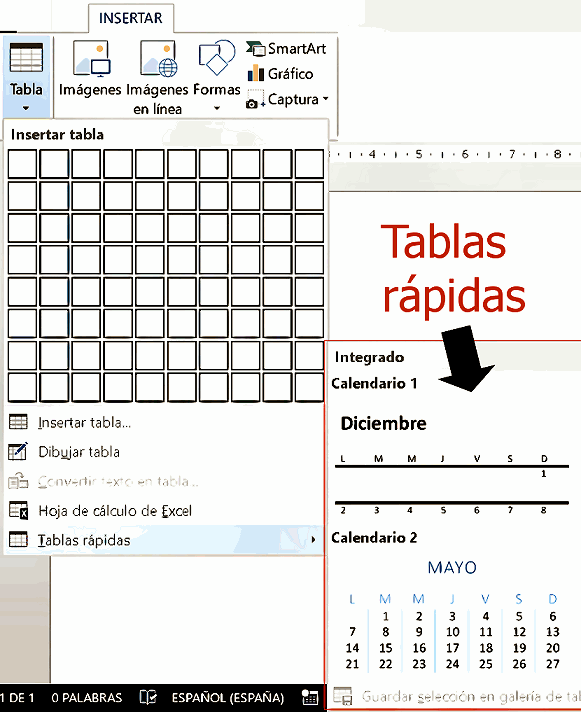 INSERTAR
Tabla
Imágenes
Imágenes
en línea
Formas
SmartArt
Gráfico
Captura
Insertar tabla
4 5 6 7 8
Tablas
rápidas
Insertar tabla...
Dibujar tabla
Convertir texto en tabla...
Hoja de cálculo de Excel
Tablas rápidas
Integrado
Calendario 1
Diciembre
L M M J V S D
1
2 3 4 5 6 7 8
Calendario 2
MAYO
L M M J V S D
1 2 3 4 5 6
7 8 9 10 11 12 13
14 15 16 17 18 19 20
21 22 23 24 25 26 27
Guardar selección en galería de tab
1 DE 1 0 PALABRAS ESPAÑOL (ESPAÑA)